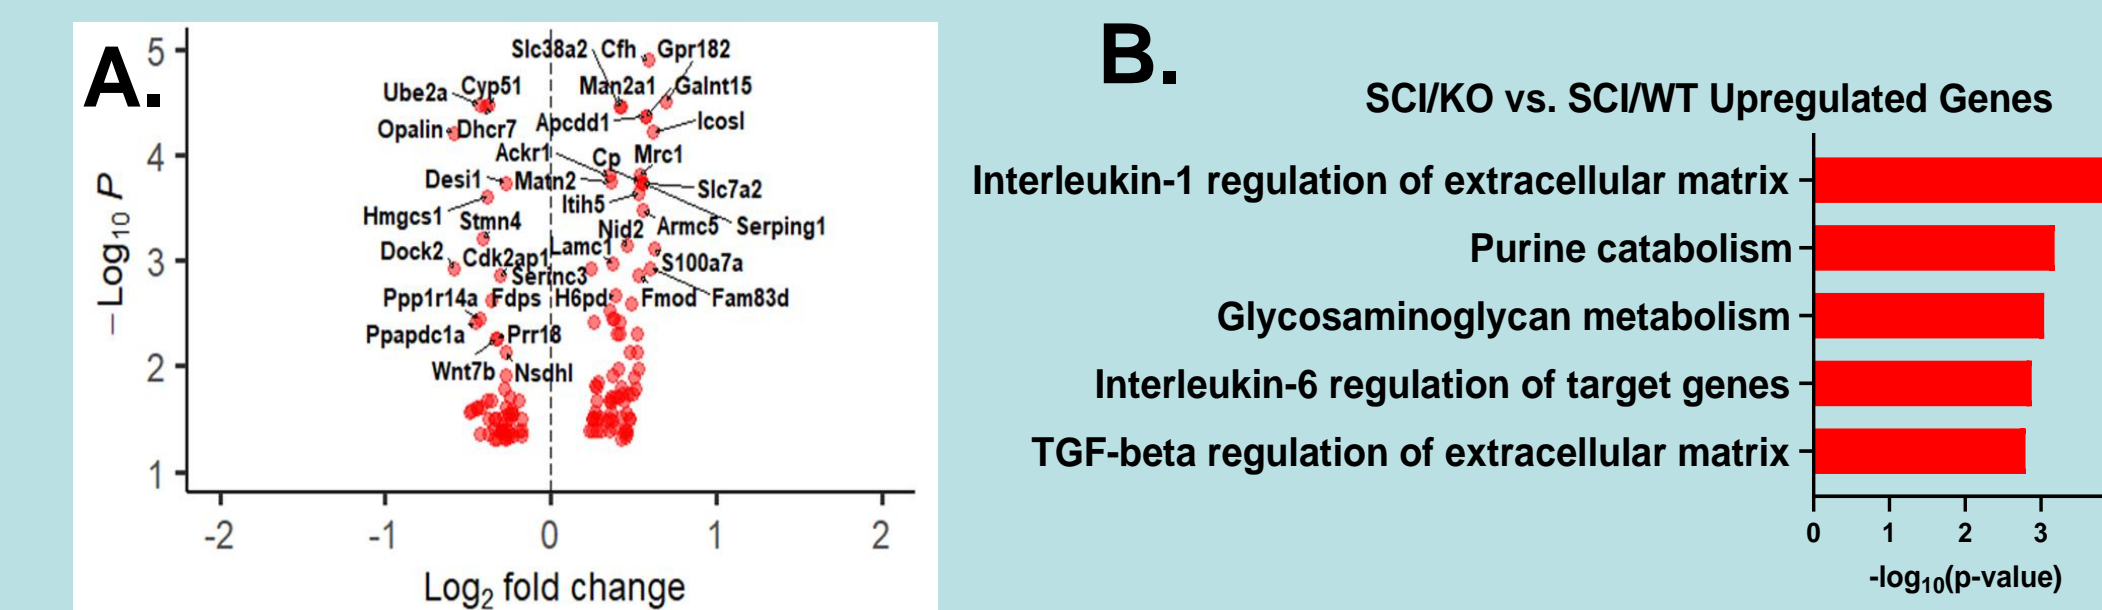 A.
Slc38a2 Cfh Gpr182
Ube2a Cyp51 Man2a1 Galnt15
Opalin Dhcr7 Apcdd1 Icosl
Ackr1 Cp Mrc1
Desi1 Matn2 Slc7a2
Hmgcs1 Stmn4 Itih5 Nid2 Armc5 Serping1
Dock2 Cdk2ap1 Lamc1 S100a7a
Serinc3
Ppp1r14a Fdps H6pd Fmod Fam83d
Ppapdc1a Prr18
Wnt7b Nsdhl
5
4
3
2
1
−Log10 P
-2 -1 0 1 2
Log2 fold change
B.
SCI/KO vs. SCI/WT Upregulated Genes
Interleukin-1 regulation of extracellular matrix
Purine catabolism
Glycosaminoglycan metabolism
Interleukin-6 regulation of target genes
TGF-beta regulation of extracellular matrix
0 1 2 3
-log10(p-value)